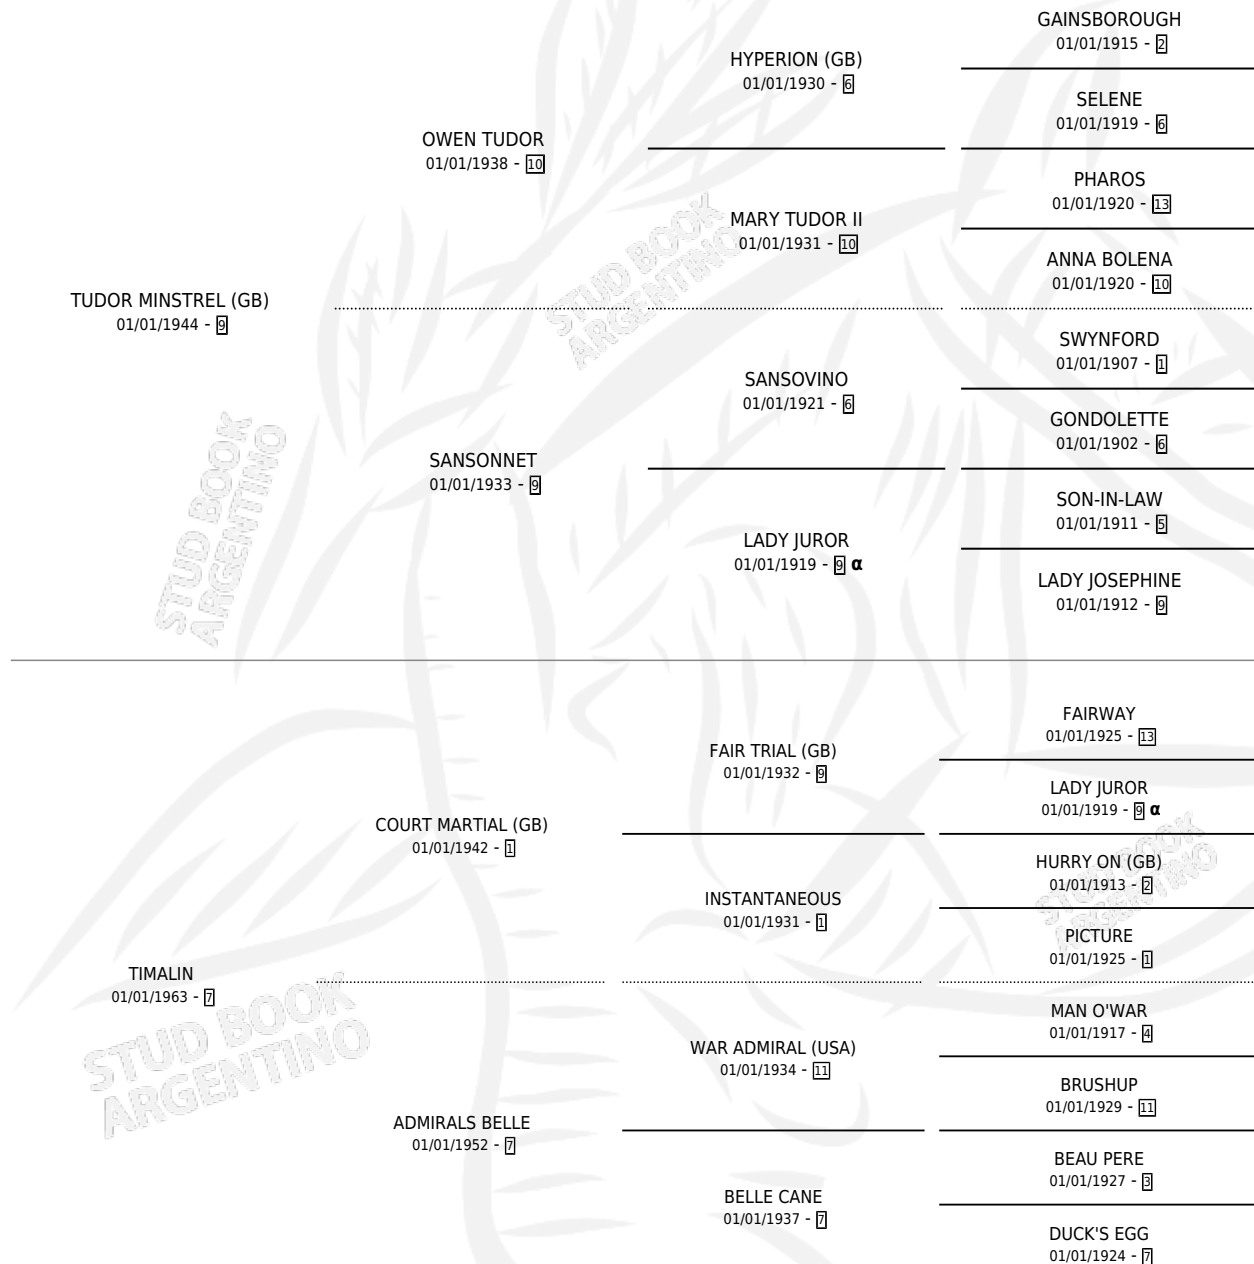 GAINSBOROUGH
01/01/1915 - 2
HYPERION (GB)
01/01/1930 - 6
SELENE
01/01/1919 - 6
OWEN TUDOR
01/01/1938 - 10
PHAROS
01/01/1920 - 13
MARY TUDOR II
01/01/1931 - 10
ANNA BOLENA
01/01/1920 - 10
TUDOR MINSTREL (GB)
01/01/1944 - 9
SWYNFORD
01/01/1907 - 1
SANSOVINO
01/01/1921 - 6
GONDOLETTE
01/01/1902 - 6
SANSONNET
01/01/1933 - 9
SON-IN-LAW
01/01/1911 - 5
LADY JUROR
01/01/1919 - 9 α
LADY JOSEPHINE
01/01/1912 - 9
FAIRWAY
01/01/1925 - 13
FAIR TRIAL (GB)
01/01/1932 - 9
LADY JUROR
01/01/1919 - 9 α
COURT MARTIAL (GB)
01/01/1942 - 1
HURRY ON (GB)
01/01/1913 - 2
INSTANTANEOUS
01/01/1931 - 1
PICTURE
01/01/1925 - 1
TIMALIN
01/01/1963 - 7
MAN O'WAR
01/01/1917 - 4
WAR ADMIRAL (USA)
01/01/1934 - 11
BRUSHUP
01/01/1929 - 11
ADMIRALS BELLE
01/01/1952 - 7
BEAU PERE
01/01/1927 - 3
BELLE CANE
01/01/1937 - 7
DUCK'S EGG
01/01/1924 - 7
STUD BOOK
ARGENTINO
STUD BOOK
ARGENTINO
STUD BOOK
ARGENTINO
STUD BOOK
ARGENTINO